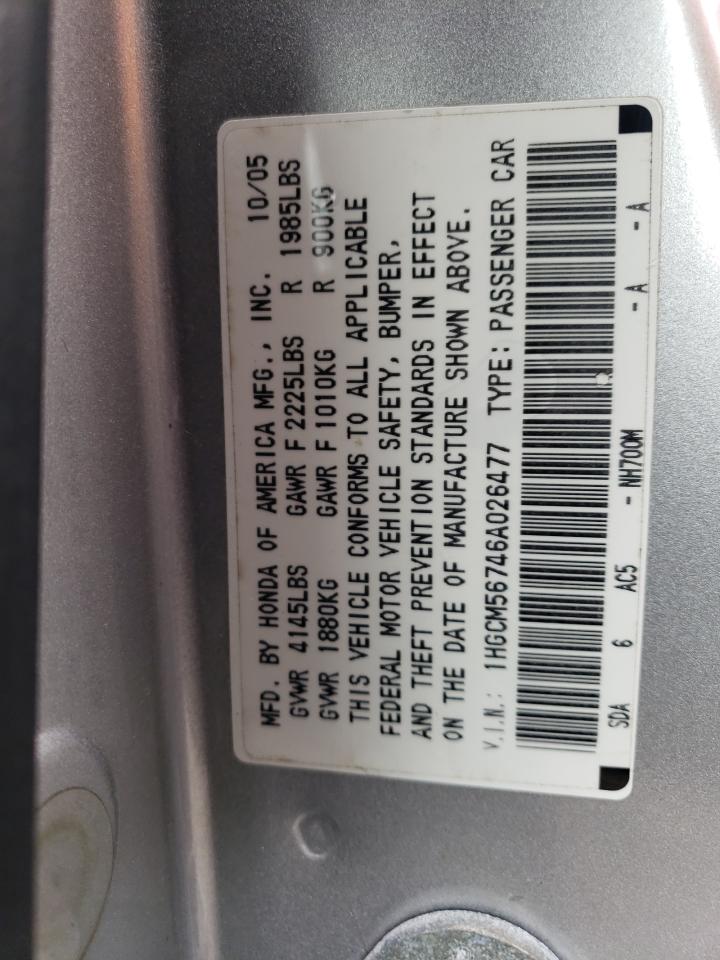 MFD. BY HONDA OF AMERICA MFG., INC. 10/05
GVWR 4145LBS GAWR F 2225LBS R 1985LBS
GVWR 1880KG GAWR F 1010KG R 900KG
THIS VEHICLE CONFORMS TO ALL APPLICABLE
FEDERAL MOTOR VEHICLE SAFETY, BUMPER,
AND THEFT PREVENTION STANDARDS IN EFFECT
ON THE DATE OF MANUFACTURE SHOWN ABOVE.
V.I.N.: 1HGCM56746A026477 TYPE: PASSENGER CAR
SDA 6 AC5 - NH700M - A - A